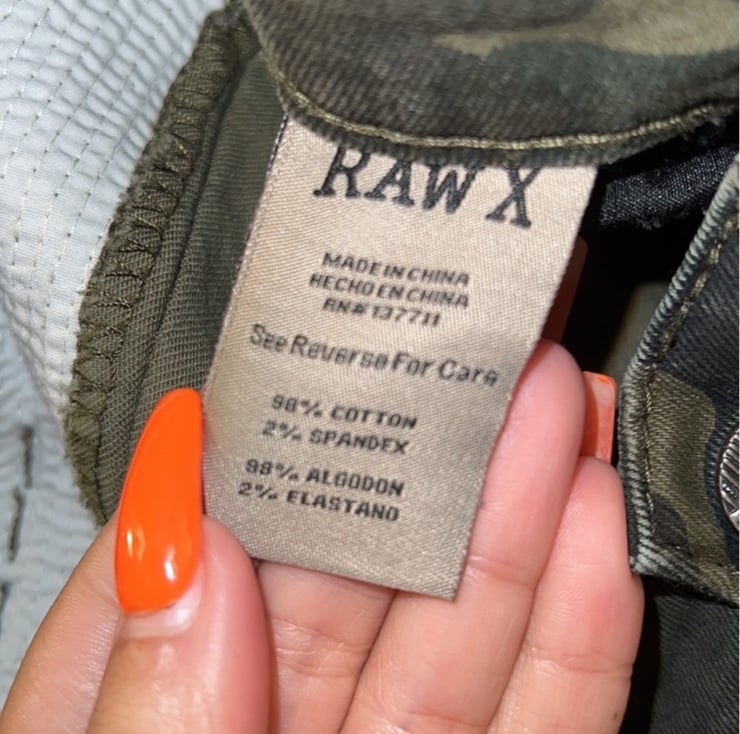 RAW X
MADE IN CHINA
HECHO EN CHINA
RN# 137711
See Reverse For Care
98% COTTON
2% SPANDEX
98% ALGODON
2% ELASTANO